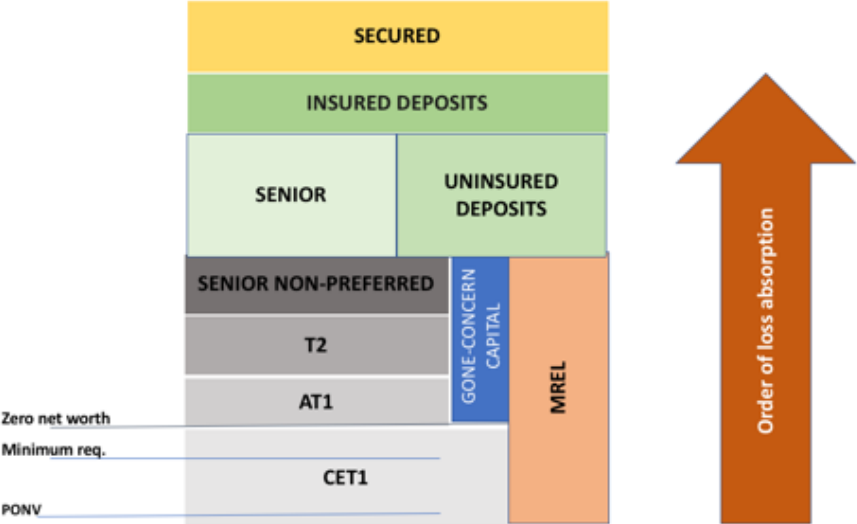 SECURED
INSURED DEPOSITS
SENIOR
UNINSURED
DEPOSITS
SENIOR NON-PREFERRED
T2
AT1
CET1
GONE-CONCERN
CAPITAL
MREL
Zero net worth
Minimum req.
PONV
Order of loss absorption